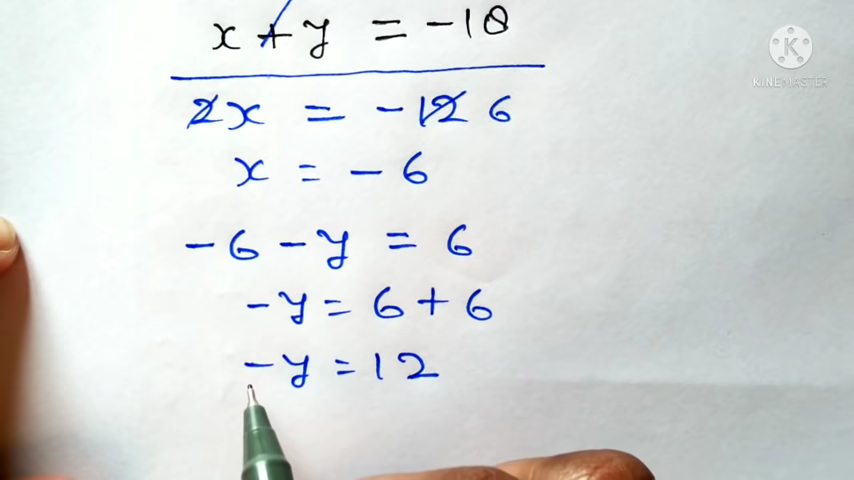 x + y = -18
2x = -12 6
x = -6
-6 - y = 6
-y = 6 + 6
-y = 12
K
KINEMASTER